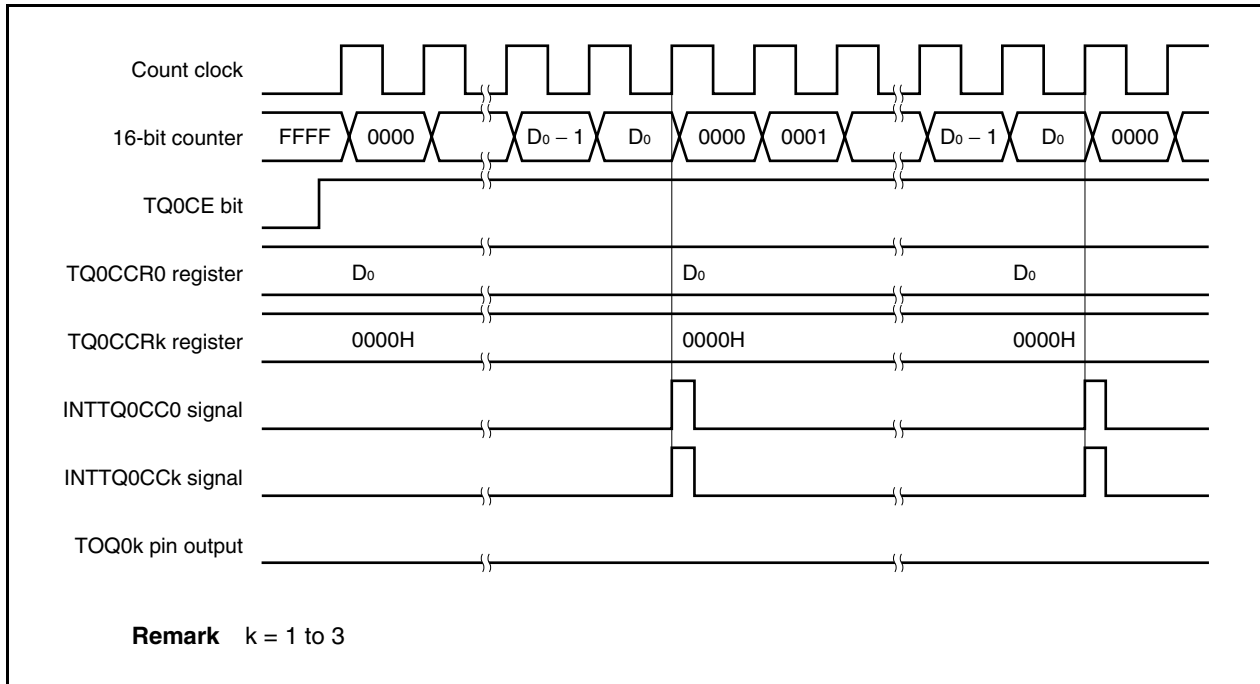 Count clock
16-bit counter FFFF 0000 D₀ – 1 D₀ 0000 0001 D₀ – 1 D₀ 0000
TQ0CE bit
TQ0CCR0 register D₀ D₀ D₀
TQ0CCRk register 0000H 0000H 0000H
INTTQ0CC0 signal
INTTQ0CCk signal
TOQ0k pin output
Remark k = 1 to 3